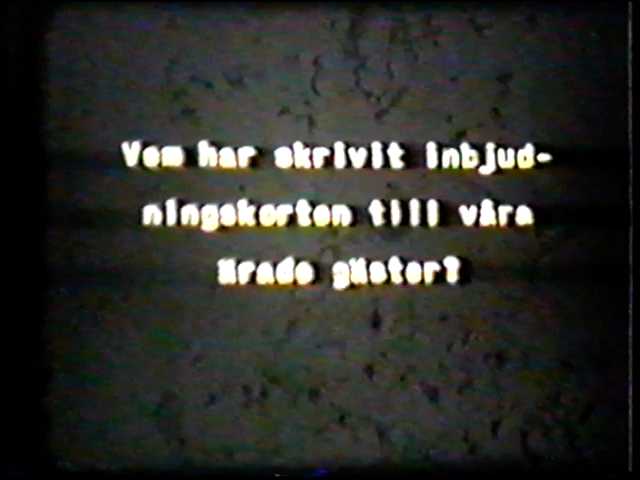 Vem har skrivit inbjud-
ningskorten till våra
ärade gäster?